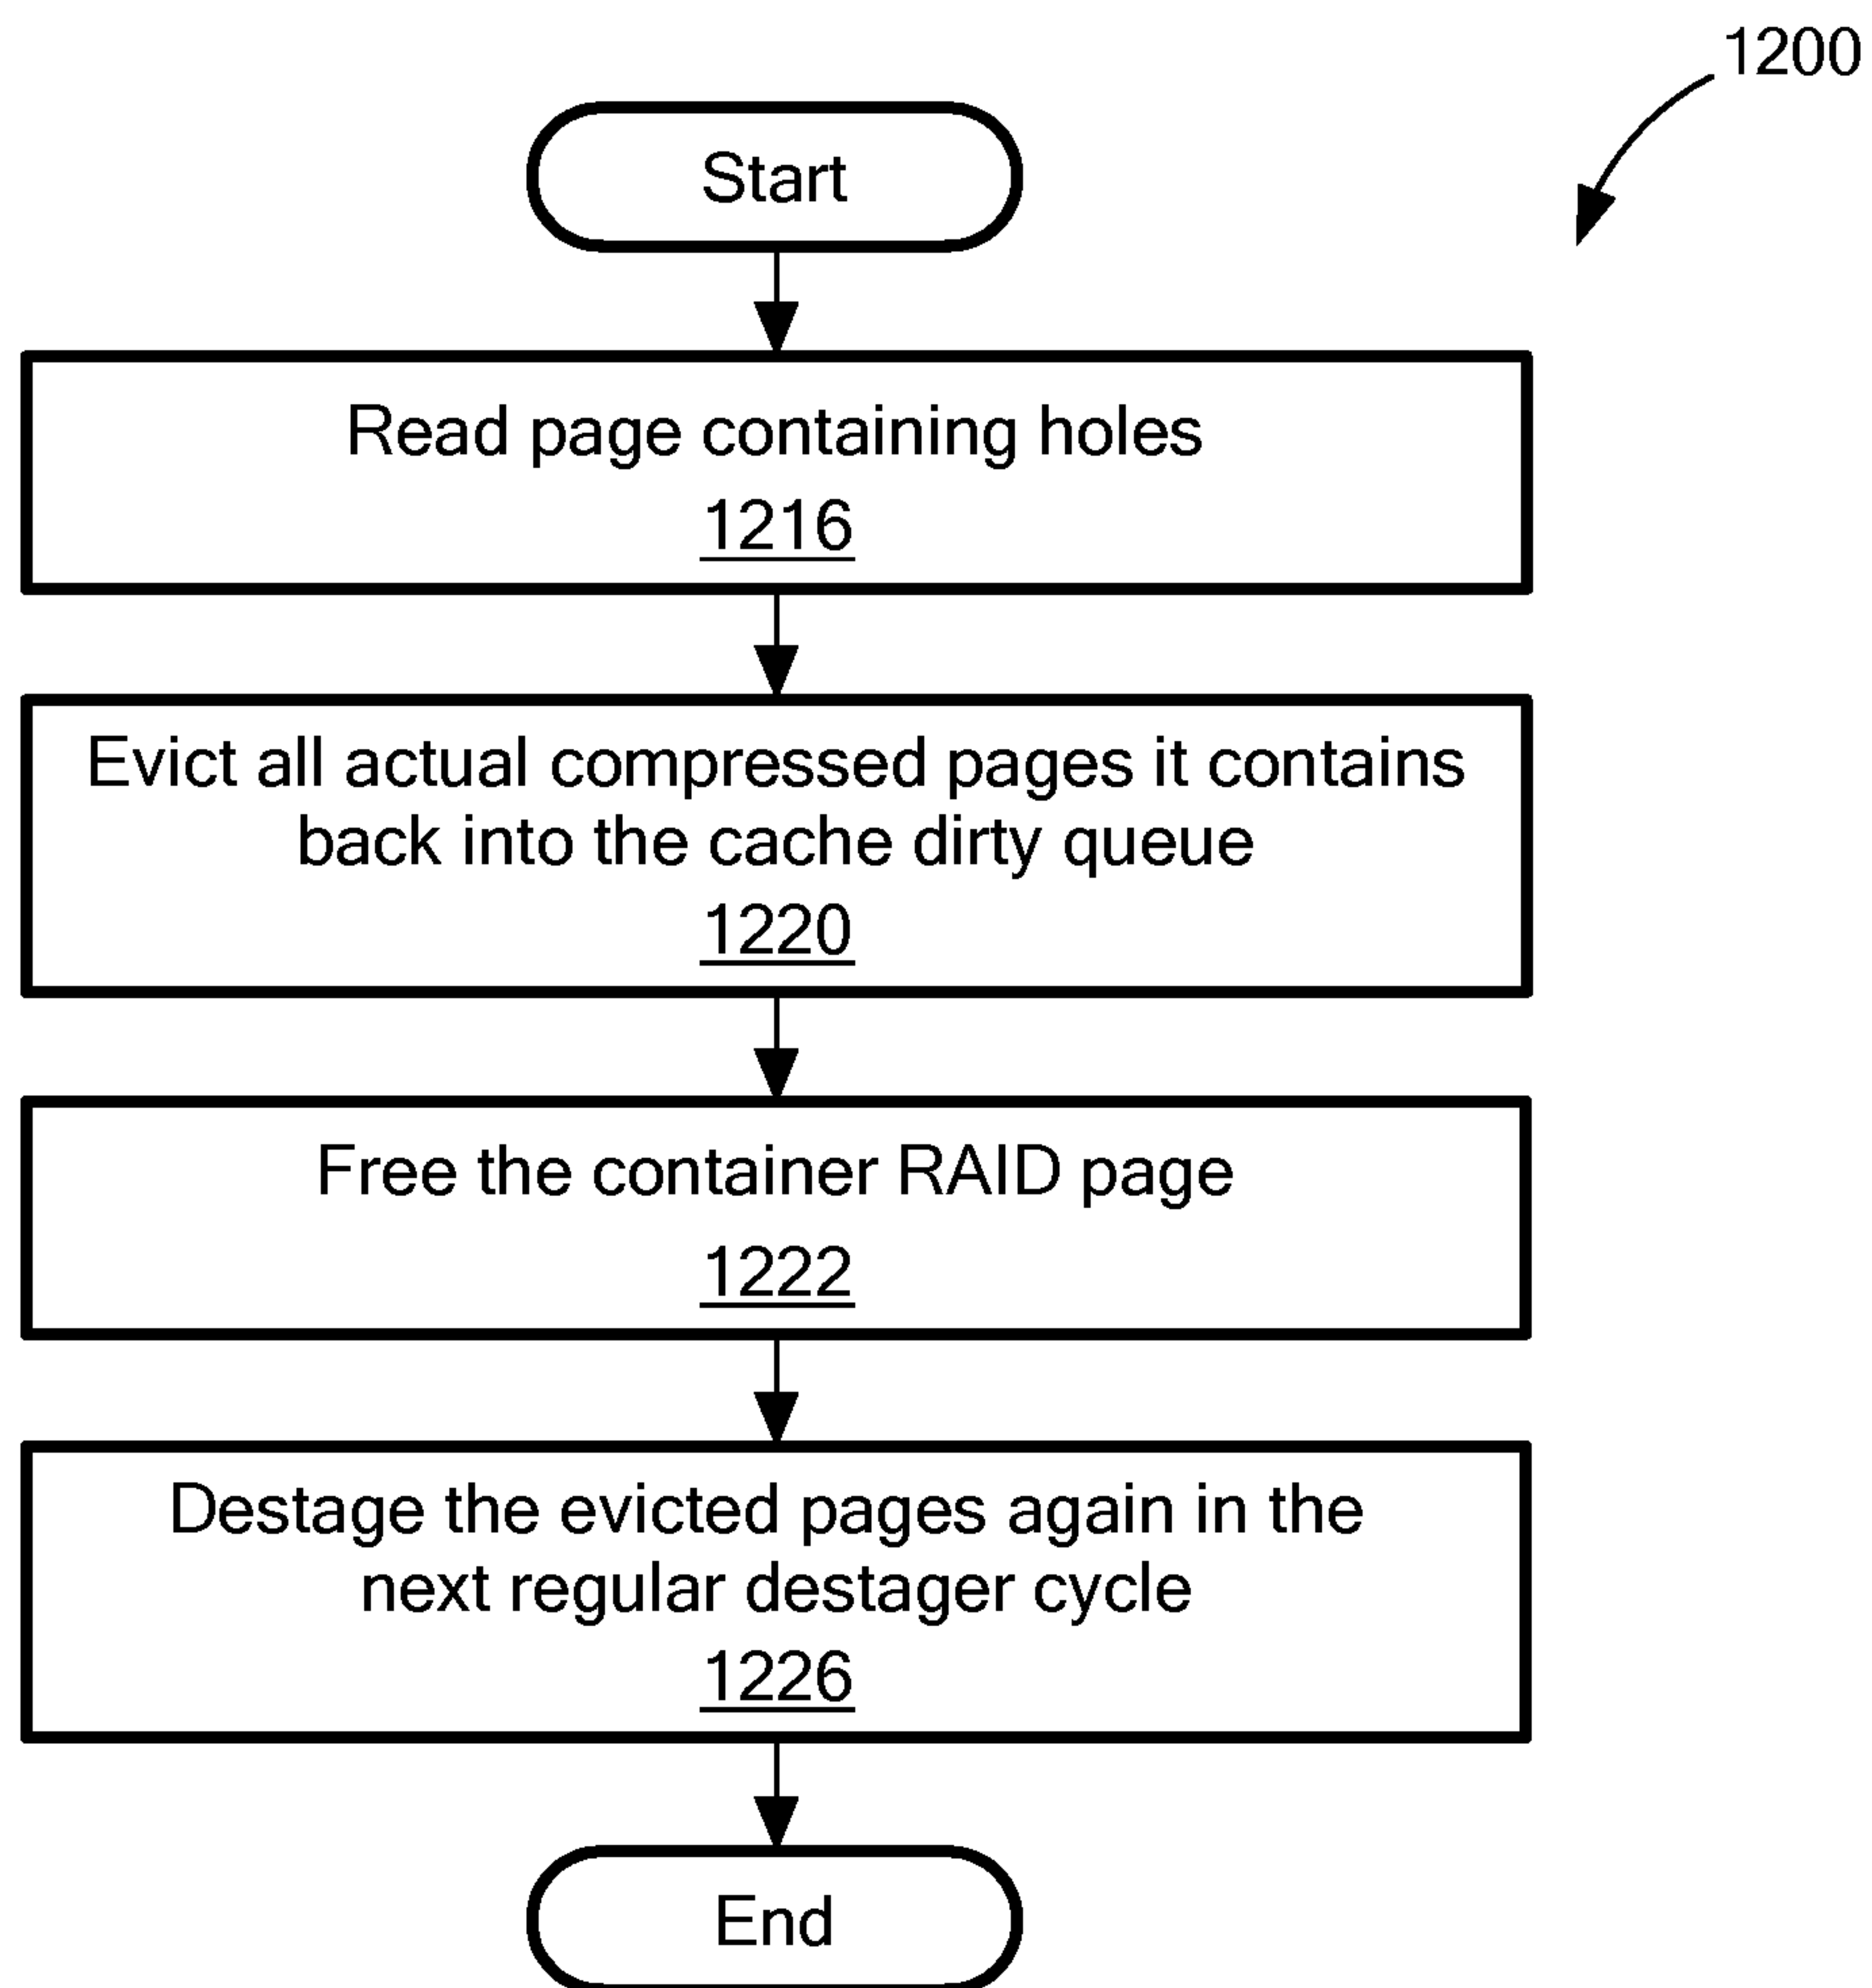 1200
Start
Read page containing holes
1216
Evict all actual compressed pages it contains
back into the cache dirty queue
1220
Free the container RAID page
1222
Destage the evicted pages again in the
next regular destager cycle
1226
End